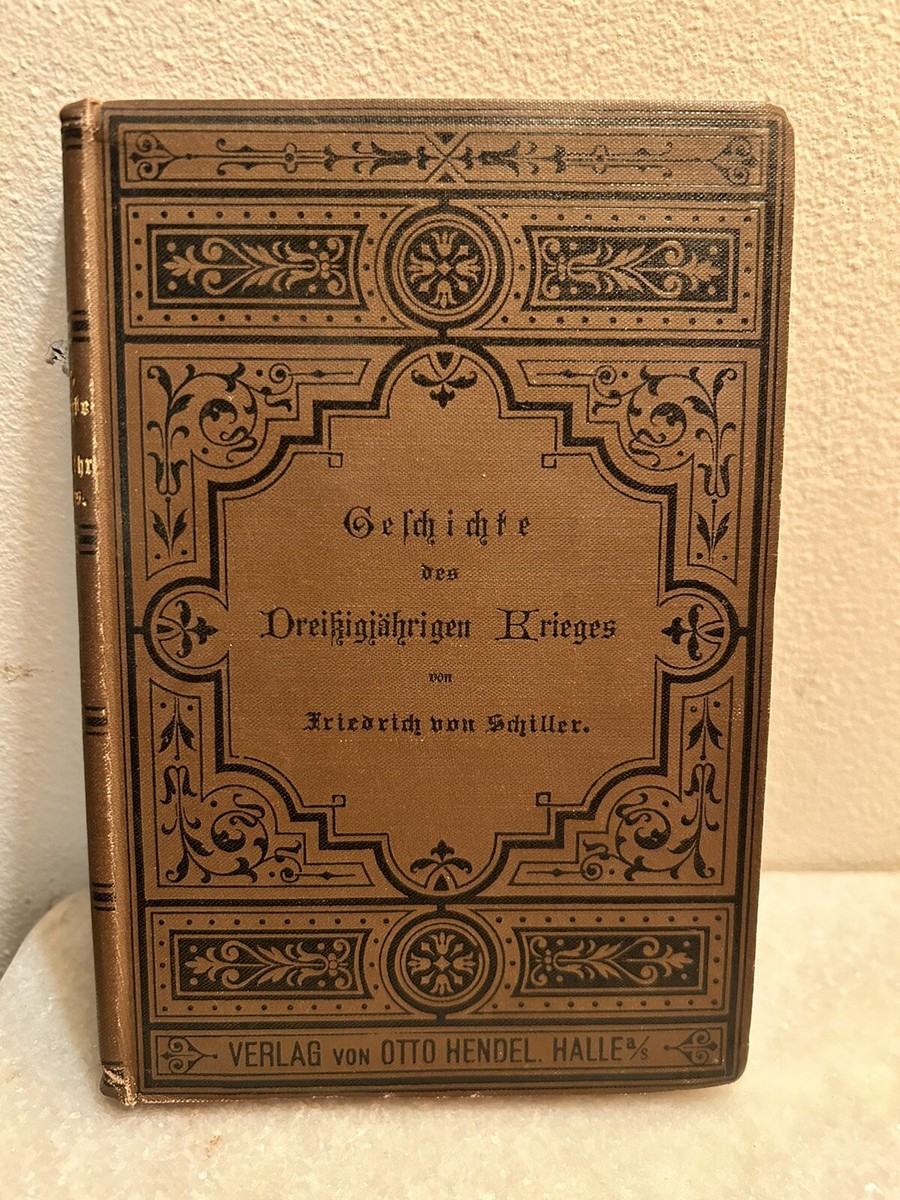 Geschichte
des
Dreißigjährigen Krieges
von
Friedrich von Schiller.
VERLAG VON OTTO HENDEL. HALLE a/S